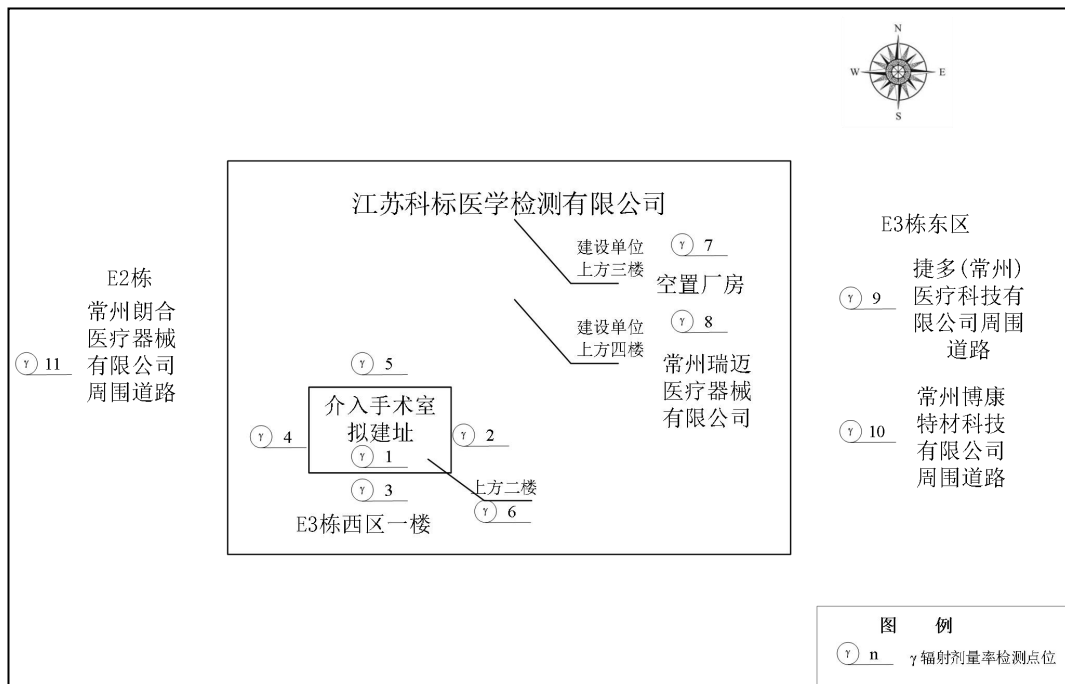 N
W
E
S
江苏科标医学检测有限公司
建设单位
上方三楼
γ 7
空置厂房
建设单位
上方四楼
γ 8
常州瑞迈
医疗器械
有限公司
E2栋
常州朗合
医疗器械
有限公司
周围道路
γ 11
γ 5
介入手术室
拟建址
γ 1
γ 4
γ 2
γ 3
上方二楼
γ 6
E3栋西区一楼
E3栋东区
捷多(常州)
医疗科技有
限公司周围
道路
γ 9
常州博康
特材科技
有限公司
周围道路
γ 10
图 例
γ n γ辐射剂量率检测点位